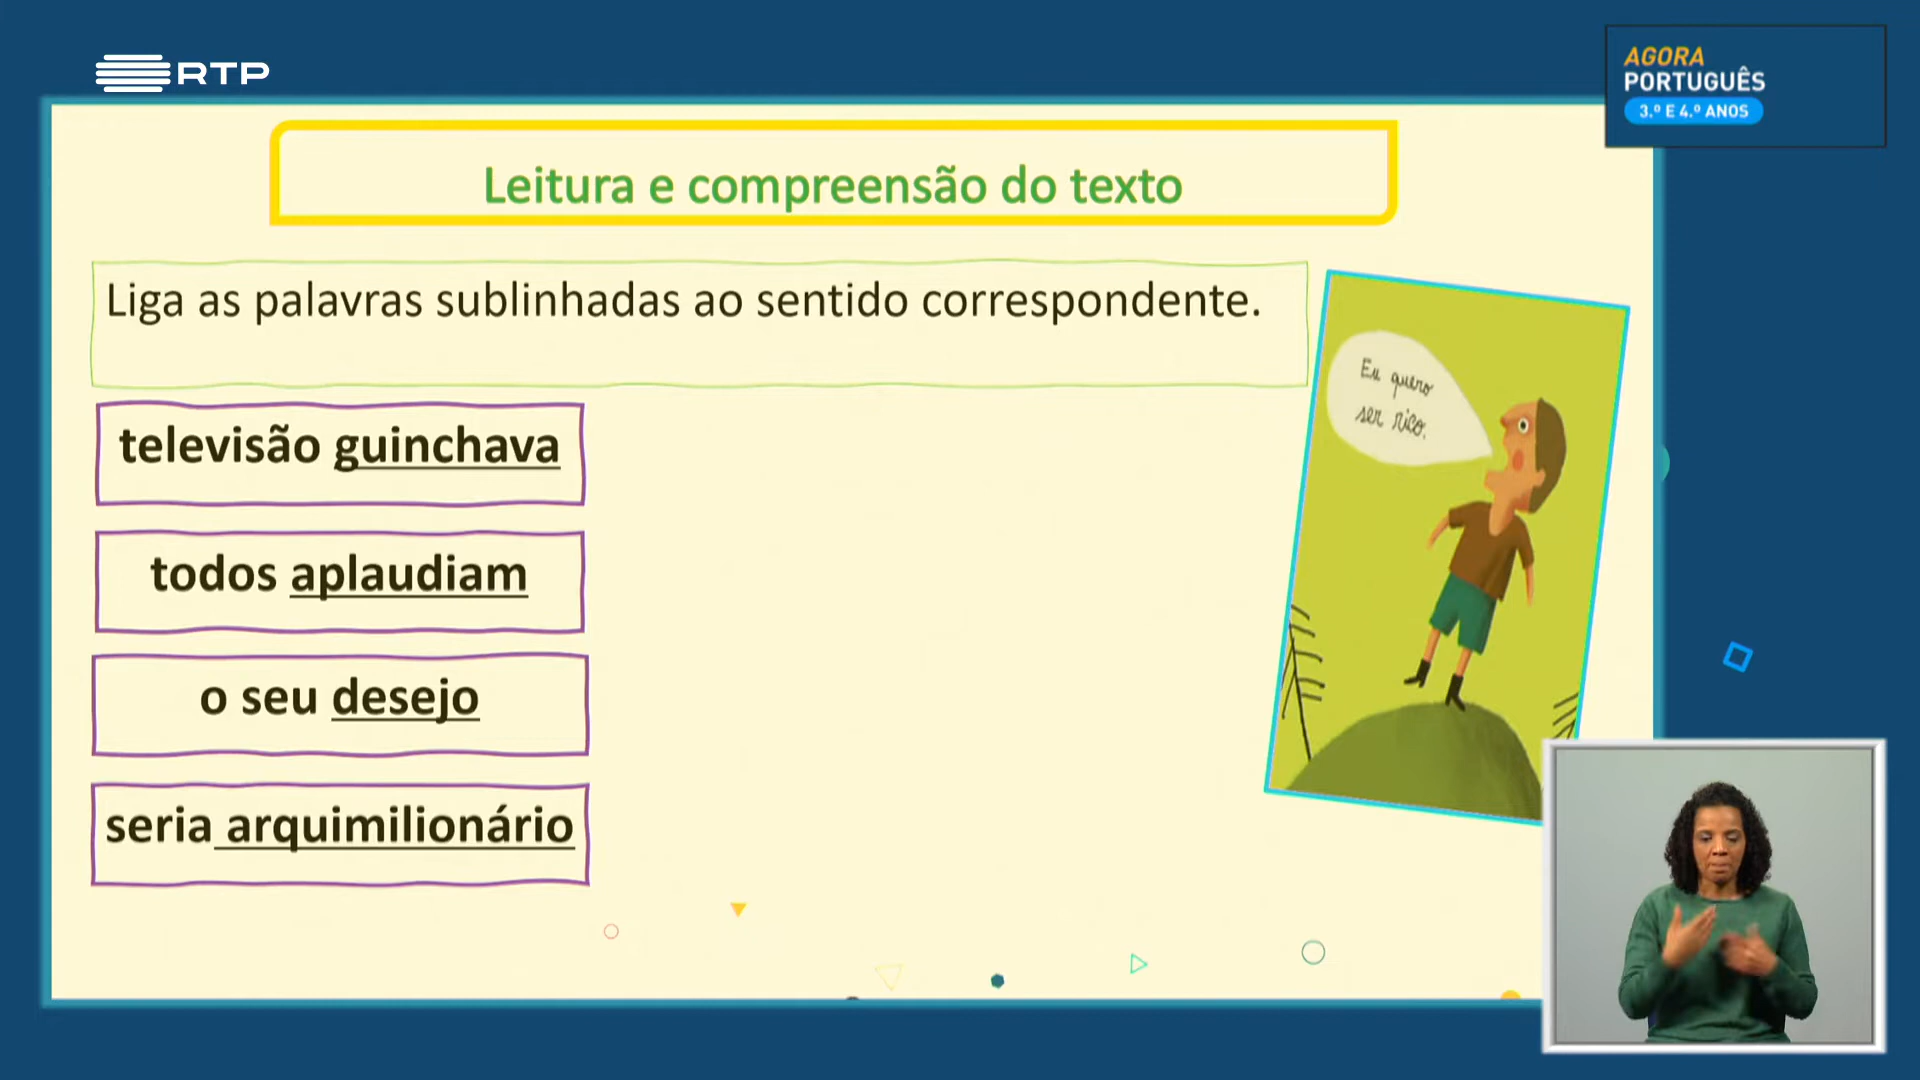 RTP
AGORA
PORTUGUÊS
3.º E 4.º ANOS
Leitura e compreensão do texto
Liga as palavras sublinhadas ao sentido correspondente.
Eu quero
ser rico.
televisão guinchava
todos aplaudiam
o seu desejo
seria arquimilionário